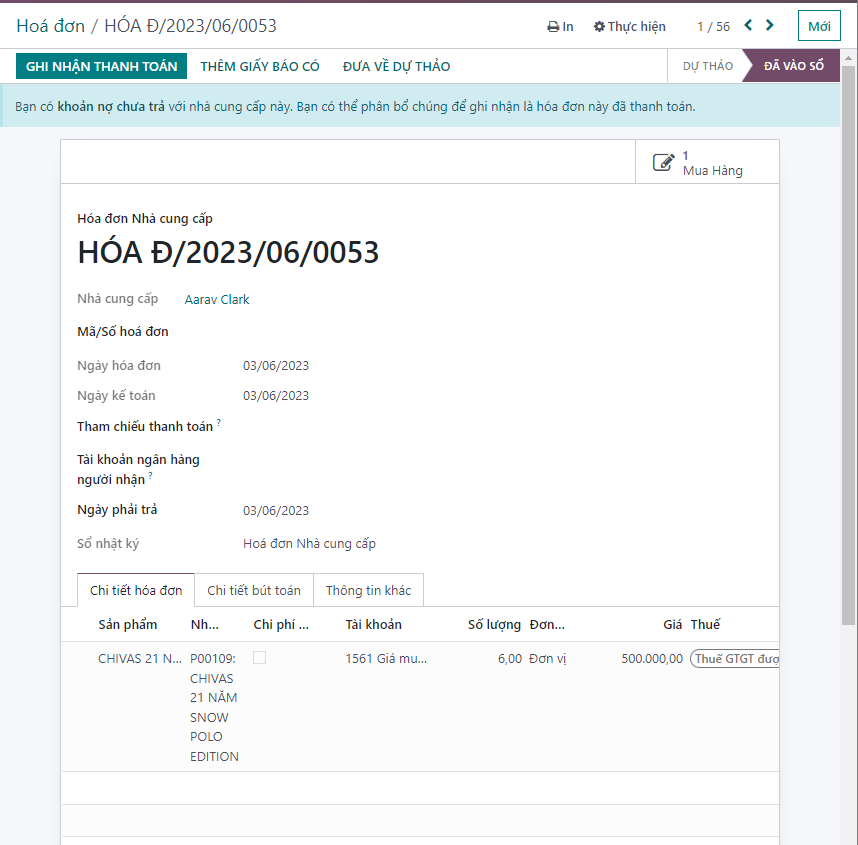 Hoá đơn / HÓA Đ/2023/06/0053
In
Thực hiện
1 / 56
Mới
GHI NHẬN THANH TOÁN
THÊM GIẤY BÁO CÓ
ĐƯA VỀ DỰ THẢO
DỰ THẢO
ĐÃ VÀO SỔ
Bạn có khoản nợ chưa trả với nhà cung cấp này. Bạn có thể phân bổ chúng để ghi nhận là hóa đơn này đã thanh toán.
1
Mua Hàng
Hóa đơn Nhà cung cấp
HÓA Đ/2023/06/0053
Nhà cung cấp Aarav Clark
Mã/Số hoá đơn
Ngày hóa đơn 03/06/2023
Ngày kế toán 03/06/2023
Tham chiếu thanh toán ?
Tài khoản ngân hàng
người nhận ?
Ngày phải trả 03/06/2023
Sổ nhật ký Hoá đơn Nhà cung cấp
Chi tiết hóa đơn Chi tiết bút toán Thông tin khác
Sản phẩm Nh... Chi phí ... Tài khoản Số lượng Đơn... Giá Thuế
CHIVAS 21 N... P00109: 1561 Giá mu... 6,00 Đơn vị 500.000,00 Thuế GTGT đượ
CHIVAS
21 NĂM
SNOW
POLO
EDITION